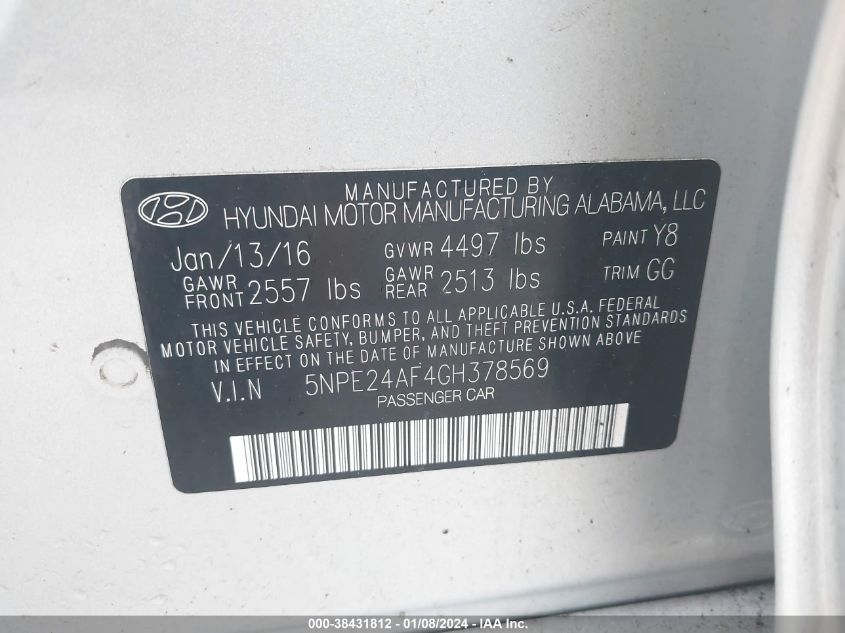 MANUFACTURED BY
HYUNDAI MOTOR MANUFACTURING ALABAMA, LLC
Jan/13/16 GVWR 4497 lbs PAINT Y8
GAWR FRONT 2557 lbs GAWR REAR 2513 lbs TRIM GG
THIS VEHICLE CONFORMS TO ALL APPLICABLE U.S.A. FEDERAL
MOTOR VEHICLE SAFETY, BUMPER, AND THEFT PREVENTION STANDARDS
IN EFFECT ON THE DATE OF MANUFACTURE SHOWN ABOVE
V.I.N 5NPE24AF4GH378569
PASSENGER CAR
000-38431812 - 01/08/2024 - IAA Inc.